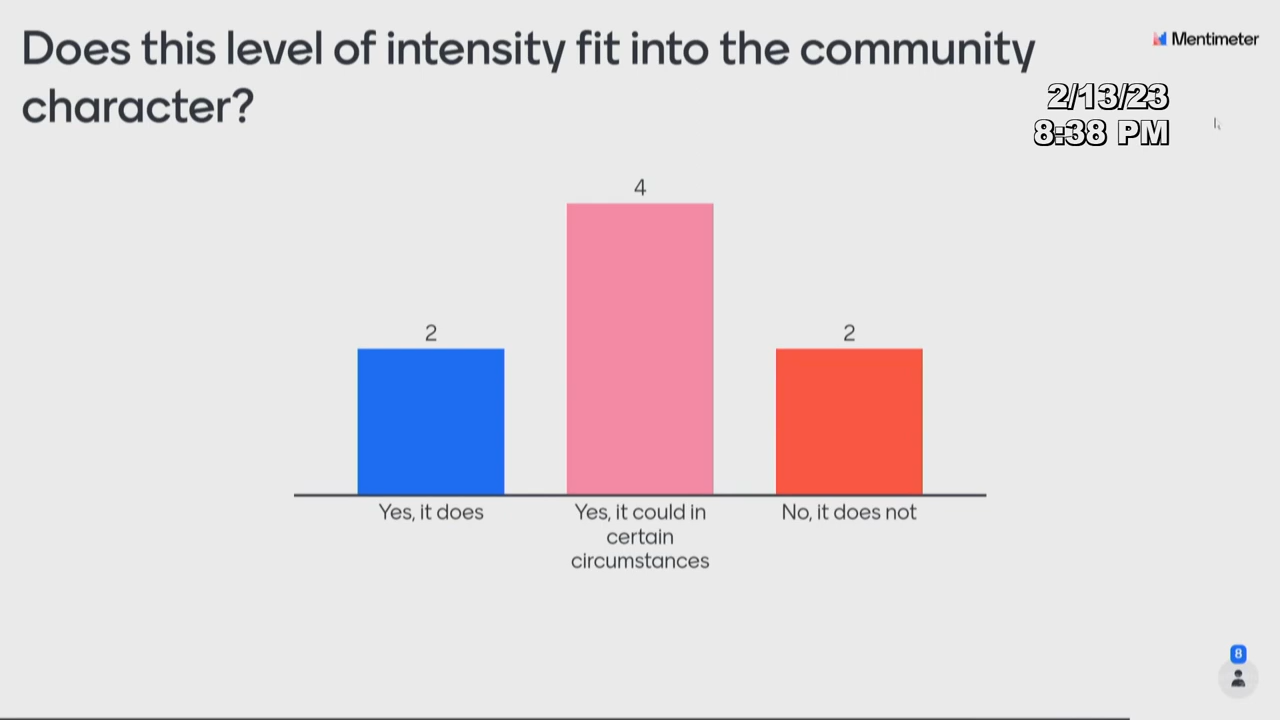 Does this level of intensity fit into the community
character?
Mentimeter
2/13/23
8:38 PM
4
2
2
Yes, it does
Yes, it could in
certain
circumstances
No, it does not
8